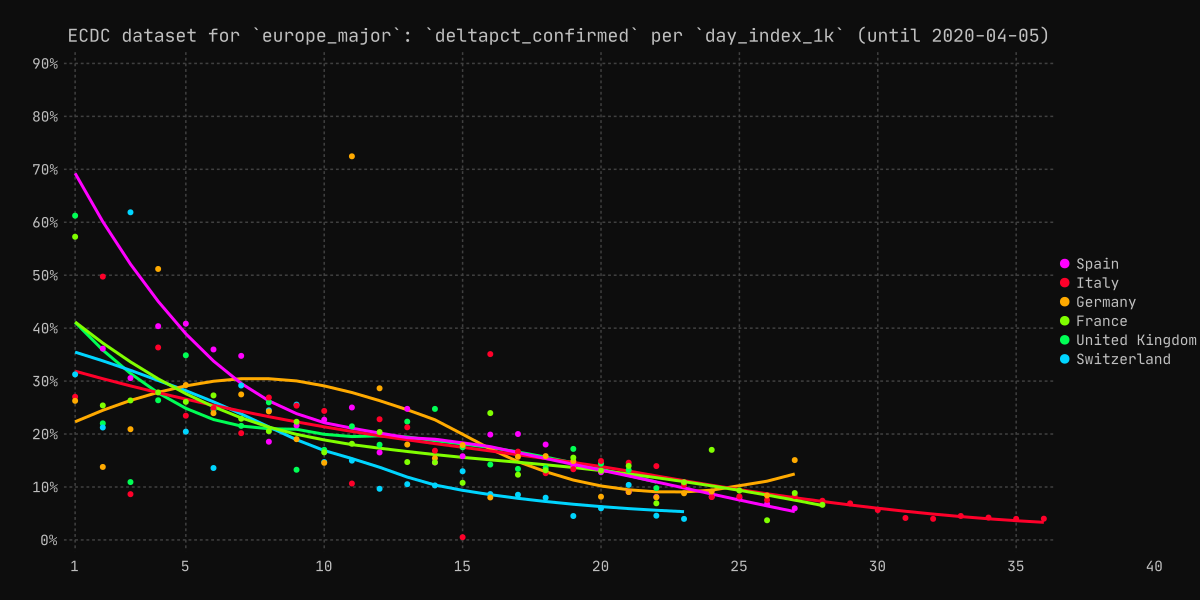 ECDC dataset for `europe_major`: `deltapct_confirmed` per `day_index_1k` (until 2020-04-05)
90%
80%
70%
60%
50%
40%
30%
20%
10%
0%
1 5 10 15 20 25 30 35 40
Spain
Italy
Germany
France
United Kingdom
Switzerland